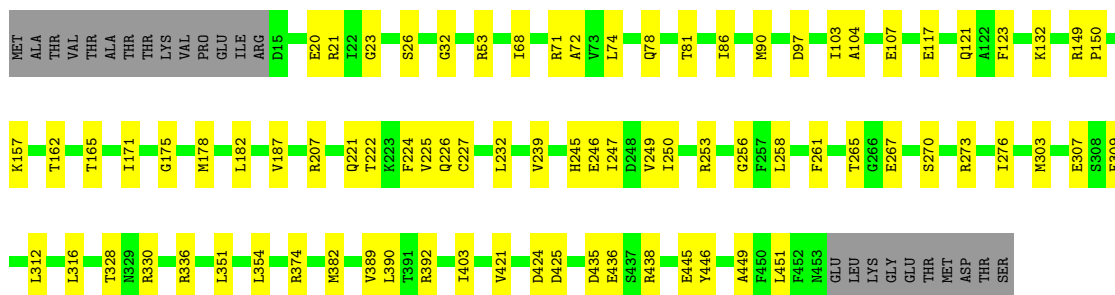 MET ALA THR VAL THR THR ALA THR THR LYS VAL PRO GLU ILE ARG D15 E20 R21 I22 G23 S26 G32 R53 I68 R71 A72 V73 L74 Q78 T81 I86 M90 D97 I103 A104 E107 E117 Q121 A122 F123 K132 R149 P150
K157 T162 T165 I171 G175 M178 L182 V187 R207 Q221 T222 K223 F224 V225 Q226 C227 L232 V239 H245 E246 I247 D248 V249 I250 R253 G256 F257 L258 F261 T265 G266 E267 S270 R273 I276 M303 E307 S308
L312 L316 T328 N329 R330 R336 L351 L354 R374 M382 V389 L390 T391 R392 I403 V421 D424 D425 D435 E436 S437 R438 E445 Y446 A449 F450 L451 F452 N453 GLU LEU LYS GLY GLU THR MET ASP THR SER